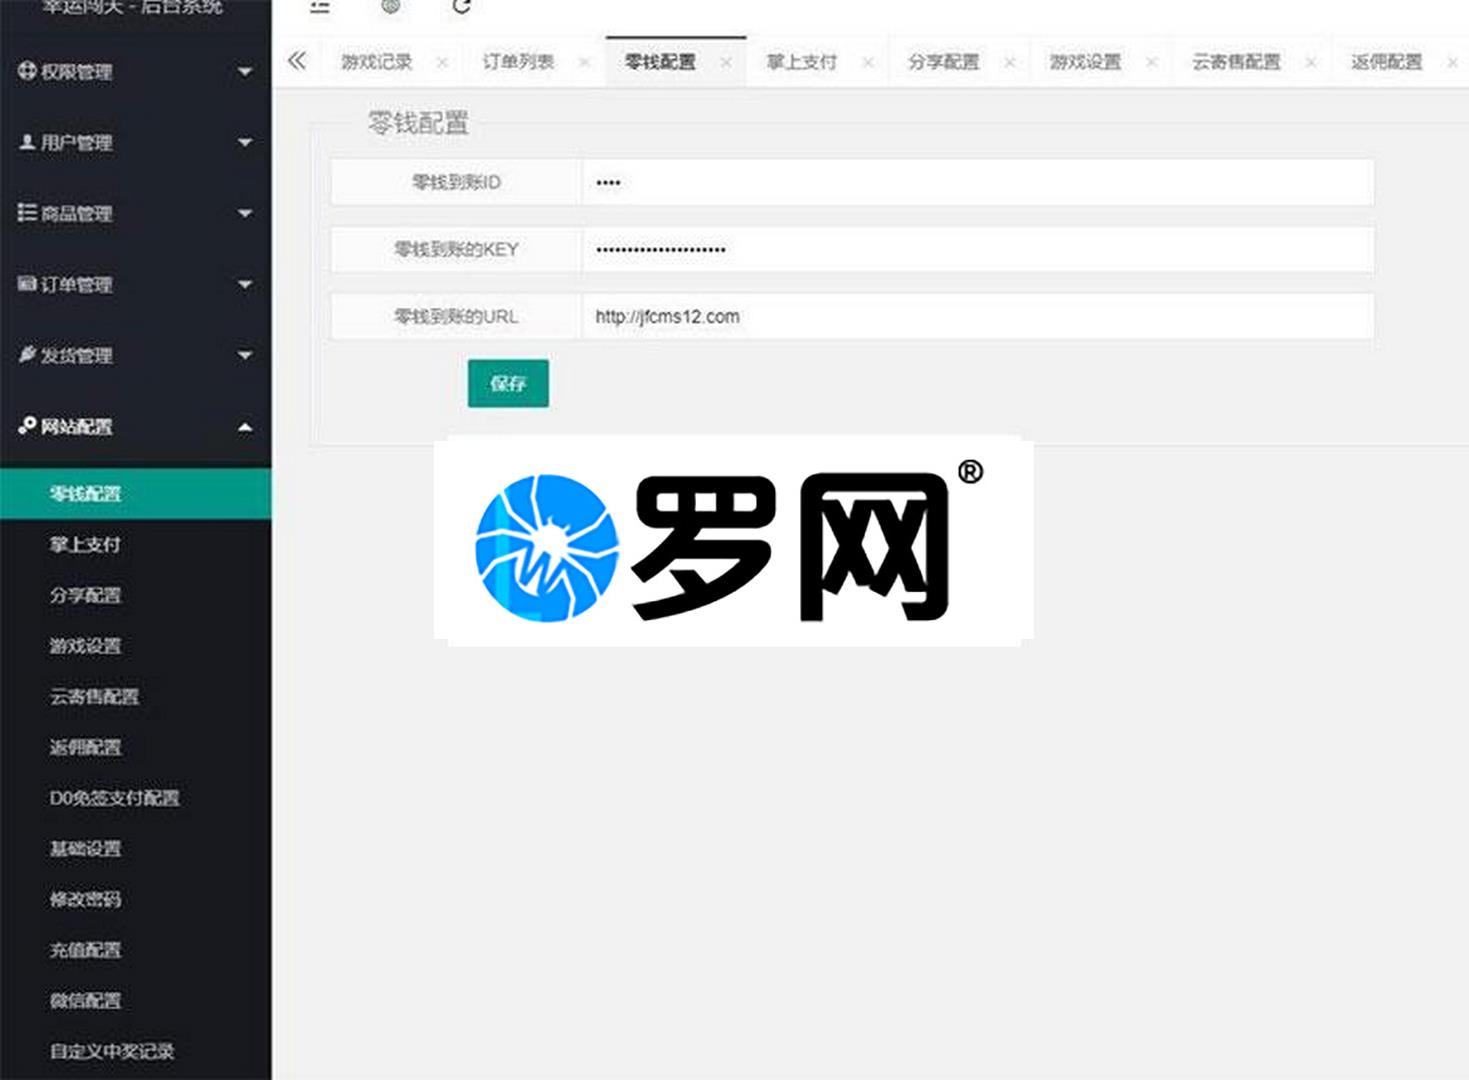 幸运闯关 - 后台系统
权限管理
用户管理
商品管理
订单管理
发货管理
网站配置
零钱配置
掌上支付
分享配置
游戏设置
云寄售配置
返佣配置
D0免签支付配置
基础设置
修改密码
充值配置
微信配置
自定义中奖记录
游戏记录 订单列表 零钱配置 掌上支付 分享配置 游戏设置 云寄售配置 返佣配置
零钱配置
零钱到账ID ••••
零钱到账的KEY •••••••••••••••••••••
零钱到账的URL http://jfcms12.com
保存
罗网®